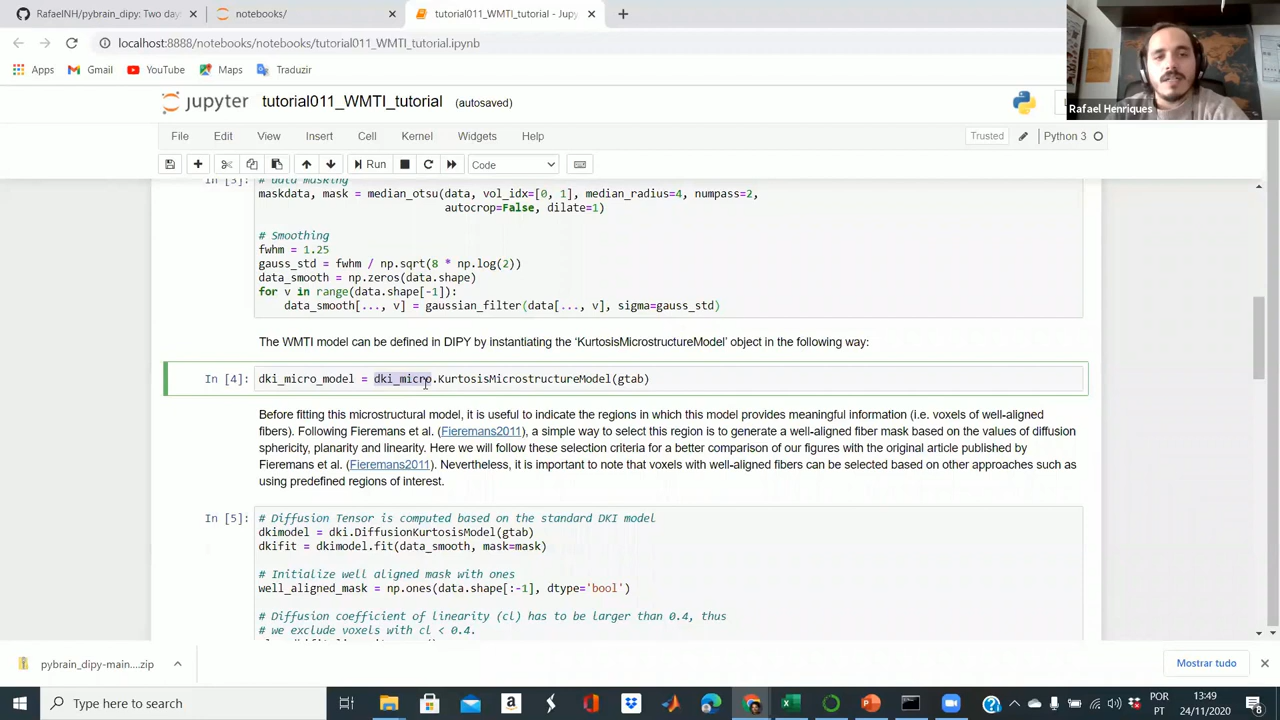 RafaelNH/pybrain_dipy: Two day
notebooks/
tutorial011_WMTI_tutorial - Jup
localhost:8888/notebooks/notebooks/tutorial011_WMTI_tutorial.ipynb
Apps
Gmail
YouTube
Maps
Traduzir
Rafael Henriques
jupyter tutorial011_WMTI_tutorial (autosaved)
File Edit View Insert Cell Kernel Widgets Help
Trusted Python 3
Run
Code
In [3]: # data masking
maskdata, mask = median_otsu(data, vol_idx=[0, 1], median_radius=4, numpass=2,
autocrop=False, dilate=1)
# Smoothing
fwhm = 1.25
gauss_std = fwhm / np.sqrt(8 * np.log(2))
data_smooth = np.zeros(data.shape)
for v in range(data.shape[-1]):
data_smooth[..., v] = gaussian_filter(data[..., v], sigma=gauss_std)
The WMTI model can be defined in DIPY by instantiating the 'KurtosisMicrostructureModel' object in the following way:
In [4]: dki_micro_model = dki_micro.KurtosisMicrostructureModel(gtab)
Before fitting this microstructural model, it is useful to indicate the regions in which this model provides meaningful information (i.e. voxels of well-aligned
fibers). Following Fieremans et al. (Fieremans2011), a simple way to select this region is to generate a well-aligned fiber mask based on the values of diffusion
sphericity, planarity and linearity. Here we will follow these selection criteria for a better comparison of our figures with the original article published by
Fieremans et al. (Fieremans2011). Nevertheless, it is important to note that voxels with well-aligned fibers can be selected based on other approaches such as
using predefined regions of interest.
In [5]: # Diffusion Tensor is computed based on the standard DKI model
dkimodel = dki.DiffusionKurtosisModel(gtab)
dkifit = dkimodel.fit(data_smooth, mask=mask)
# Initialize well aligned mask with ones
well_aligned_mask = np.ones(data.shape[:-1], dtype='bool')
# Diffusion coefficient of linearity (cl) has to be larger than 0.4, thus
# we exclude voxels with cl < 0.4.
pybrain_dipy-main....zip
Mostrar tudo
Type here to search
POR 13:49
PT 24/11/2020
8